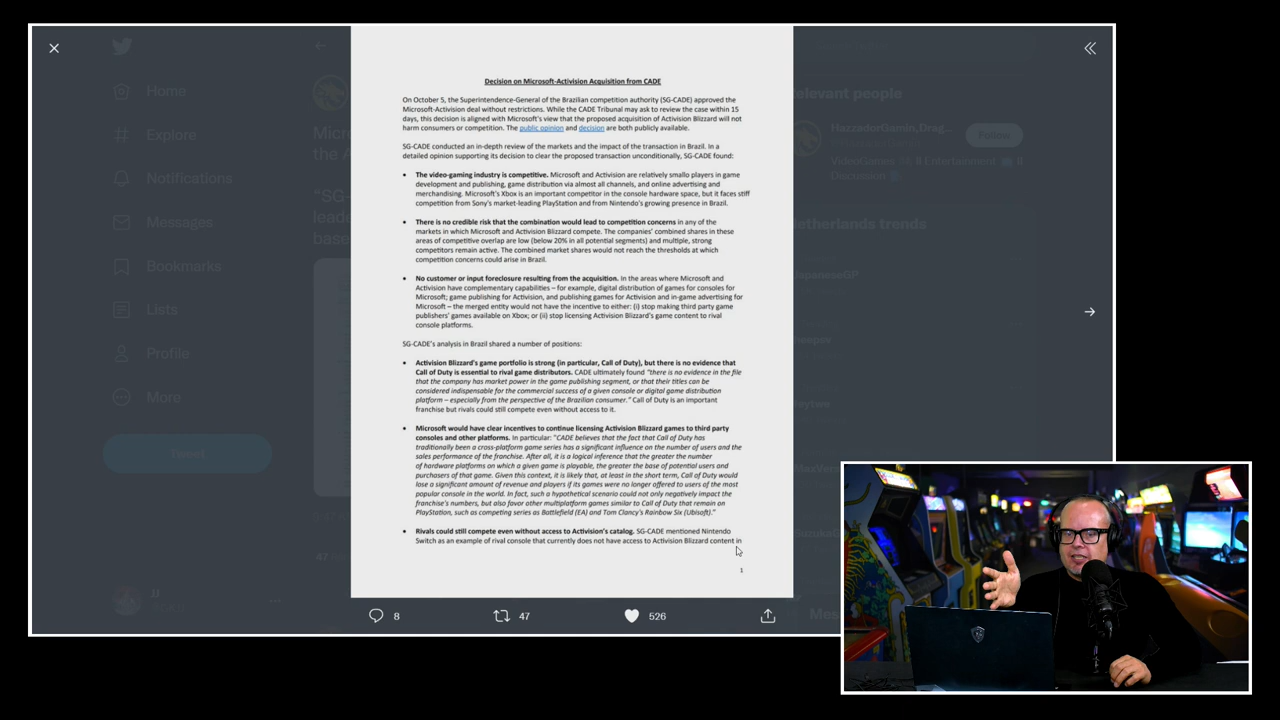 Home
Explore
Notifications
Messages
Bookmarks
Lists
Profile
More
Tweet
JJ
Decision on Microsoft-Activision Acquisition from CADE
On October 5, the Superintendence-General of the Brazilian competition authority (SG-CADE) approved the
Microsoft-Activision deal without restrictions. While the CADE Tribunal may ask to review the case within 15
days, this decision is aligned with Microsoft's view that the proposed acquisition of Activision Blizzard will not
harm consumers or competition. The public opinion and decision are both publicly available.
SG-CADE conducted an in-depth review of the markets and the impact of the transaction in Brazil. In a
detailed opinion supporting its decision to clear the proposed transaction unconditionally, SG-CADE found:
• The video-gaming industry is competitive. Microsoft and Activision are relatively small players in game
development and publishing, game distribution via almost all channels, and online advertising and
merchandising. Microsoft's Xbox is an important competitor in the console hardware space, but it faces stiff
competition from Sony's market-leading PlayStation and from Nintendo's growing presence in Brazil.
• There is no credible risk that the combination would lead to competition concerns in any of the
markets in which Microsoft and Activision Blizzard compete. The companies' combined shares in these
areas of competitive overlap are low (below 20% in all potential segments) and multiple, strong
competitors remain active. The combined market shares would not reach the thresholds at which
competition concerns could arise in Brazil.
• No customer or input foreclosure resulting from the acquisition. In the areas where Microsoft and
Activision have complementary capabilities – for example, digital distribution of games for consoles for
Microsoft; game publishing for Activision, and publishing games for Activision and in-game advertising for
Microsoft – the merged entity would not have the incentive to either: (i) stop making third party game
publishers' games available on Xbox; or (ii) stop licensing Activision Blizzard's game content to rival
console platforms.
SG-CADE's analysis in Brazil shared a number of positions:
• Activision Blizzard's game portfolio is strong (in particular, Call of Duty), but there is no evidence that
Call of Duty is essential to rival game distributors. CADE ultimately found "there is no evidence in the file
that the company has market power in the game publishing segment, or that their titles can be
considered indispensable for the commercial success of a given console or digital game distribution
platform – especially from the perspective of the Brazilian consumer." Call of Duty is an important
franchise but rivals could still compete even without access to it.
• Microsoft would have clear incentives to continue licensing Activision Blizzard games to third party
consoles and other platforms. In particular: "CADE believes that the fact that Call of Duty has
traditionally been a cross-platform game series has a significant influence on the number of users and the
sales performance of the franchise. After all, it is a logical inference that the greater the number
of hardware platforms on which a given game is playable, the greater the base of potential users and
purchasers of that game. Given this context, it is likely that, at least in the short term, Call of Duty would
lose a significant amount of revenue and players if its games were no longer offered to users of the most
popular console in the world. In fact, such a hypothetical scenario could not only negatively impact the
franchise's numbers, but also favor other multiplatform games similar to Call of Duty that remain on
PlayStation, such as competing series as Battlefield (EA) and Tom Clancy's Rainbow Six (Ubisoft)."
• Rivals could still compete even without access to Activision's catalog. SG-CADE mentioned Nintendo
Switch as an example of rival console that currently does not have access to Activision Blizzard content in
1
8
47
526
Relevant people
HazzadorGamin, Drag...
Follow
Discussion
Netherlands trends
JapaneseGP